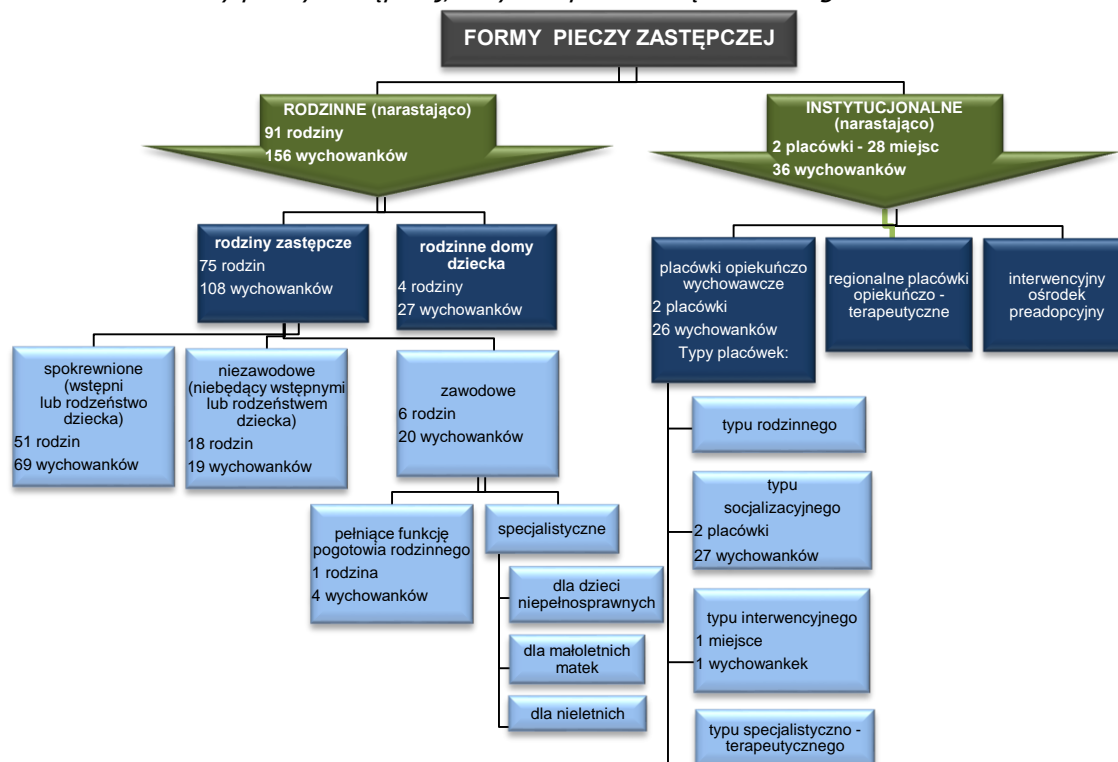 FORMY PIECZY ZASTĘPCZEJ
RODZINNE (narastająco)
91 rodziny
156 wychowanków
INSTYTUCJONALNE
(narastająco)
2 placówki - 28 miejsc
36 wychowanków
rodziny zastępcze
75 rodzin
108 wychowanków
rodzinne domy
dziecka
4 rodziny
27 wychowanków
placówki opiekuńczo
wychowawcze
2 placówki
26 wychowanków
Typy placówek:
regionalne placówki
opiekuńczo -
terapeutyczne
interwencyjny
ośrodek
preadopcyjny
spokrewnione
(wstępni
lub rodzeństwo
dziecka)
51 rodzin
69 wychowanków
niezawodowe
(niebędący wstępnymi
lub rodzeństwem
dziecka)
18 rodzin
19 wychowanków
zawodowe
6 rodzin
20 wychowanków
pełniące funkcję
pogotowia rodzinnego
1 rodzina
4 wychowanków
specjalistyczne
dla dzieci
niepełnosprawnych
dla małoletnich
matek
dla nieletnich
typu rodzinnego
typu
socjalizacyjnego
2 placówki
27 wychowanków
typu interwencyjnego
1 miejsce
1 wychowankek
typu specjalistyczno -
terapeutycznego